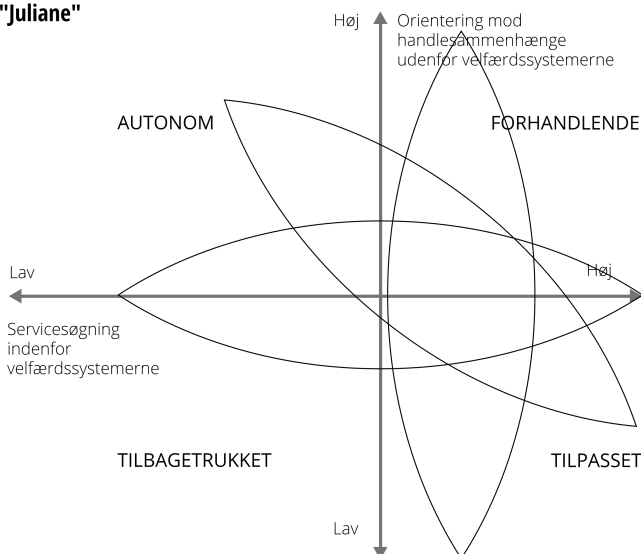 "Juliane"
Høj
Orientering mod
handlesammenhænge
udenfor velfærdssystemerne
AUTONOM
FORHANDLENDE
Lav
Høj
Servicesøgning
indenfor
velfærdssystemerne
TILBAGETRUKKET
TILPASSET
Lav